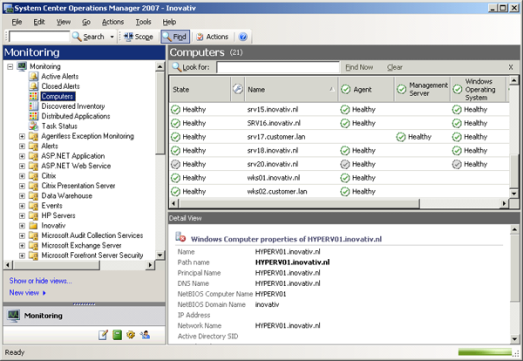 System Center Operations Manager 2007 - Inovativ
File Edit View Go Actions Tools Help
Search Scope Find Actions
Monitoring
Computers (21)
Look for: Find Now Clear X
State Name Agent Management Server Windows Operating System
Healthy srv15.inovativ.nl Healthy Healthy
Healthy SRV16.inovativ.nl Healthy Healthy
Healthy srv17.customer.lan Healthy Healthy
Healthy srv18.inovativ.nl Healthy Healthy
Healthy srv20.inovativ.nl Healthy Healthy
Healthy wks01.inovativ.nl Healthy
Healthy wks02.customer.lan Healthy
Monitoring
Active Alerts
Closed Alerts
Computers
Discovered Inventory
Distributed Applications
Task Status
Agentless Exception Monitoring
Alerts
ASP.NET Application
ASP.NET Web Service
Citrix
Citrix Presentation Server
Data Warehouse
Events
HP Servers
Inovativ
Microsoft Audit Collection Services
Microsoft Exchange Server
Microsoft Forefront Server Security
Show or hide views...
New view
Monitoring
Detail View
Windows Computer properties of HYPERV01.inovativ.nl
Name HYPERV01.inovativ.nl
Path name HYPERV01.inovativ.nl
Principal Name HYPERV01.inovativ.nl
DNS Name HYPERV01.inovativ.nl
NetBIOS Computer Name HYPERV01
NetBIOS Domain Name inovativ
IP Address
Network Name HYPERV01.inovativ.nl
Active Directory SID
Ready